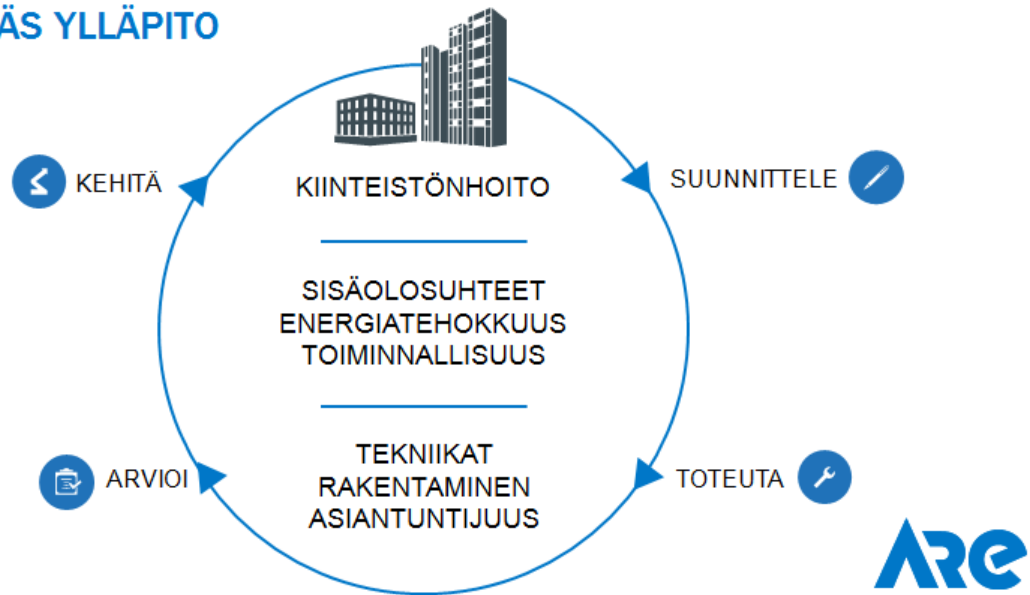 ÄS YLLÄPITO
KEHITÄ
SUUNNITTELE
KIINTEISTÖNHOITO
SISÄOLOSUHTEET
ENERGIATEHOKKUUS
TOIMINNALLISUUS
ARVIOI
TEKNIIKAT
RAKENTAMINEN
ASIANTUNTIJUUS
TOTEUTA
ARe